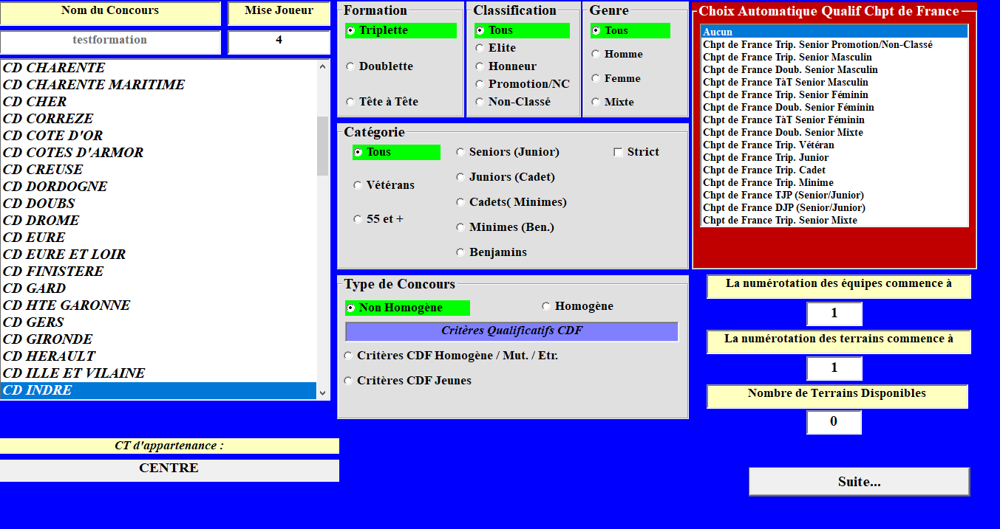 Nom du Concours
Mise Joueur
testformation
4
CD CHARENTE
CD CHARENTE MARITIME
CD CHER
CD CORREZE
CD COTE D'OR
CD COTES D'ARMOR
CD CREUSE
CD DORDOGNE
CD DOUBS
CD DROME
CD EURE
CD EURE ET LOIR
CD FINISTERE
CD GARD
CD HTE GARONNE
CD GERS
CD GIRONDE
CD HERAULT
CD ILLE ET VILAINE
CD INDRE
CT d'appartenance :
CENTRE
Formation
Triplette
Doublette
Tête à Tête
Classification
Tous
Elite
Honneur
Promotion/NC
Non-Classé
Genre
Tous
Homme
Femme
Mixte
Catégorie
Tous
Vétérans
55 et +
Seniors (Junior)
Juniors (Cadet)
Cadets( Minimes)
Minimes (Ben.)
Benjamins
Strict
Type de Concours
Non Homogène
Homogène
Critères Qualificatifs CDF
Critères CDF Homogène / Mut. / Etr.
Critères CDF Jeunes
Choix Automatique Qualif Chpt de France
Aucun
Chpt de France Trip. Senior Promotion/Non-Classé
Chpt de France Trip. Senior Masculin
Chpt de France Doub. Senior Masculin
Chpt de France TàT Senior Masculin
Chpt de France Trip. Senior Féminin
Chpt de France Doub. Senior Féminin
Chpt de France TàT Senior Féminin
Chpt de France Doub. Senior Mixte
Chpt de France Trip. Vétéran
Chpt de France Trip. Junior
Chpt de France Trip. Cadet
Chpt de France Trip. Minime
Chpt de France TJP (Senior/Junior)
Chpt de France DJP (Senior/Junior)
Chpt de France Trip. Senior Mixte
La numérotation des équipes commence à
1
La numérotation des terrains commence à
1
Nombre de Terrains Disponibles
0
Suite...